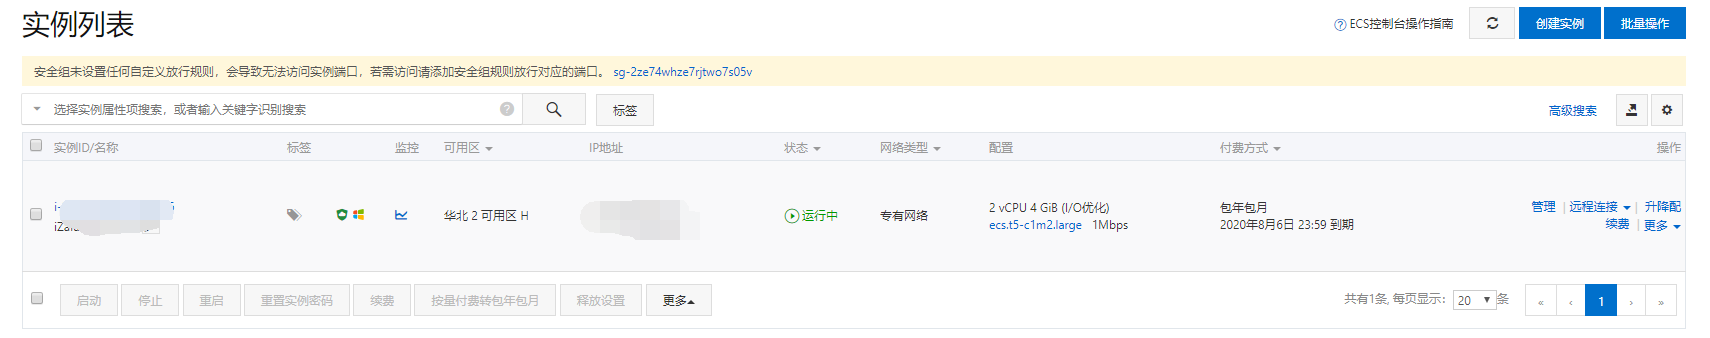 实例列表
ECS控制台操作指南 创建实例 批量操作
安全组未设置任何自定义放行规则，会导致无法访问实例端口，若需访问请添加安全组规则放行对应的端口。 sg-2ze74whze7rjtwo7s05v
选择实例属性项搜索，或者输入关键字识别搜索 标签 高级搜索
实例ID/名称 标签 监控 可用区 IP地址 状态 网络类型 配置 付费方式 操作
华北 2 可用区 H 运行中 专有网络
2 vCPU 4 GiB (I/O优化)
ecs.t5-c1m2.large 1Mbps
包年包月
2020年8月6日 23:59 到期
管理 | 远程连接 | 升降配
续费 | 更多
启动 停止 重启 重置实例密码 续费 按量付费转包年包月 释放设置 更多
共有1条, 每页显示: 20 条 « ‹ 1 › »